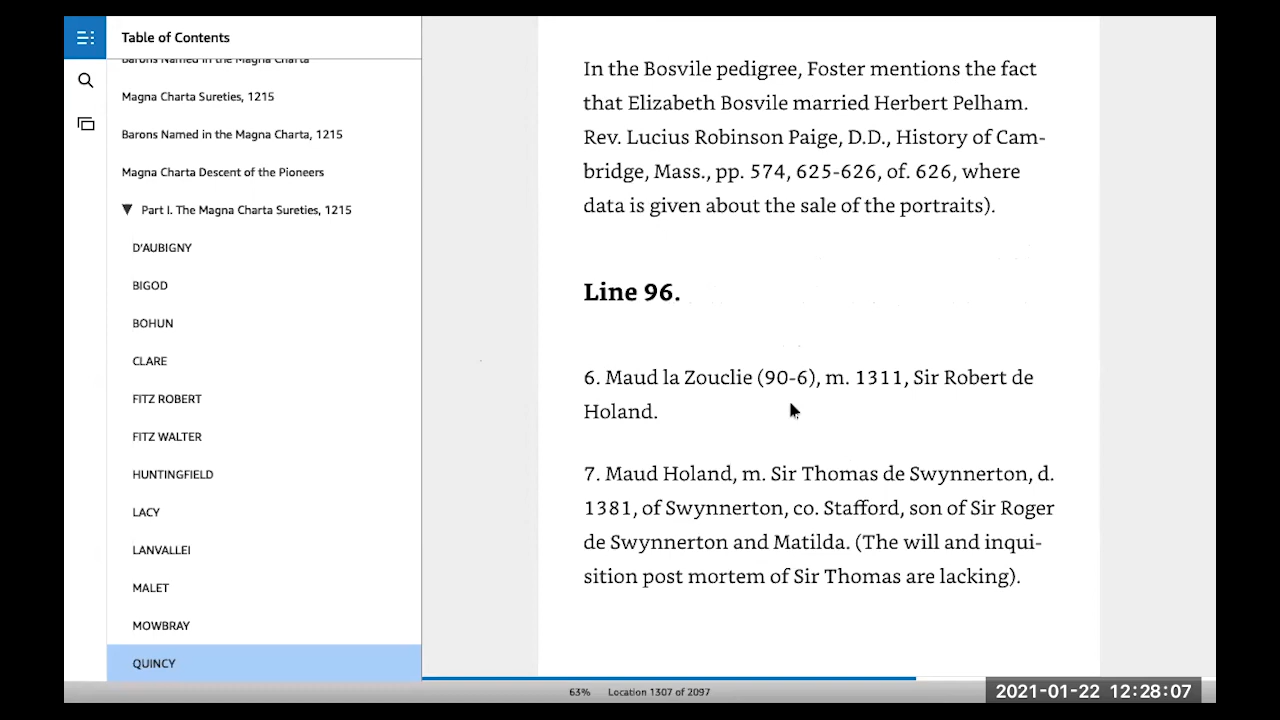 Table of Contents
Barons Named in the Magna Charta
Magna Charta Sureties, 1215
Barons Named in the Magna Charta, 1215
Magna Charta Descent of the Pioneers
Part I. The Magna Charta Sureties, 1215
D'AUBIGNY
BIGOD
BOHUN
CLARE
FITZ ROBERT
FITZ WALTER
HUNTINGFIELD
LACY
LANVALLEI
MALET
MOWBRAY
QUINCY
In the Bosvile pedigree, Foster mentions the fact
that Elizabeth Bosvile married Herbert Pelham.
Rev. Lucius Robinson Paige, D.D., History of Cam-
bridge, Mass., pp. 574, 625-626, of. 626, where
data is given about the sale of the portraits).
Line 96.
6. Maud la Zouclie (90-6), m. 1311, Sir Robert de
Holand.
7. Maud Holand, m. Sir Thomas de Swynnerton, d.
1381, of Swynnerton, co. Stafford, son of Sir Roger
de Swynnerton and Matilda. (The will and inqui-
sition post mortem of Sir Thomas are lacking).
63% Location 1307 of 2097
2021-01-22 12:28:07